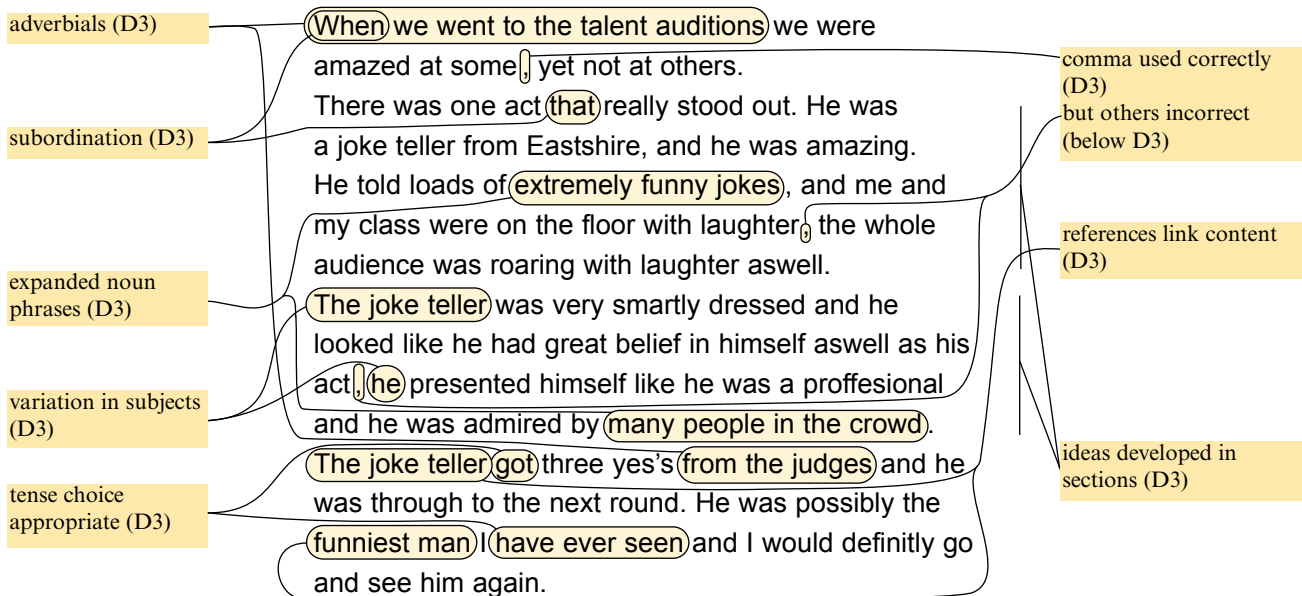 adverbials (D3)
subordination (D3)
expanded noun
phrases (D3)
variation in subjects
(D3)
tense choice
appropriate (D3)
When we went to the talent auditions we were
amazed at some, yet not at others.
There was one act that really stood out. He was
a joke teller from Eastshire, and he was amazing.
He told loads of extremely funny jokes, and me and
my class were on the floor with laughter, the whole
audience was roaring with laughter aswell.
The joke teller was very smartly dressed and he
looked like he had great belief in himself aswell as his
act, he presented himself like he was a proffesional
and he was admired by many people in the crowd.
The joke teller got three yes's from the judges and he
was through to the next round. He was possibly the
funniest man I have ever seen and I would definitly go
and see him again.
comma used correctly
(D3)
but others incorrect
(below D3)
references link content
(D3)
ideas developed in
sections (D3)